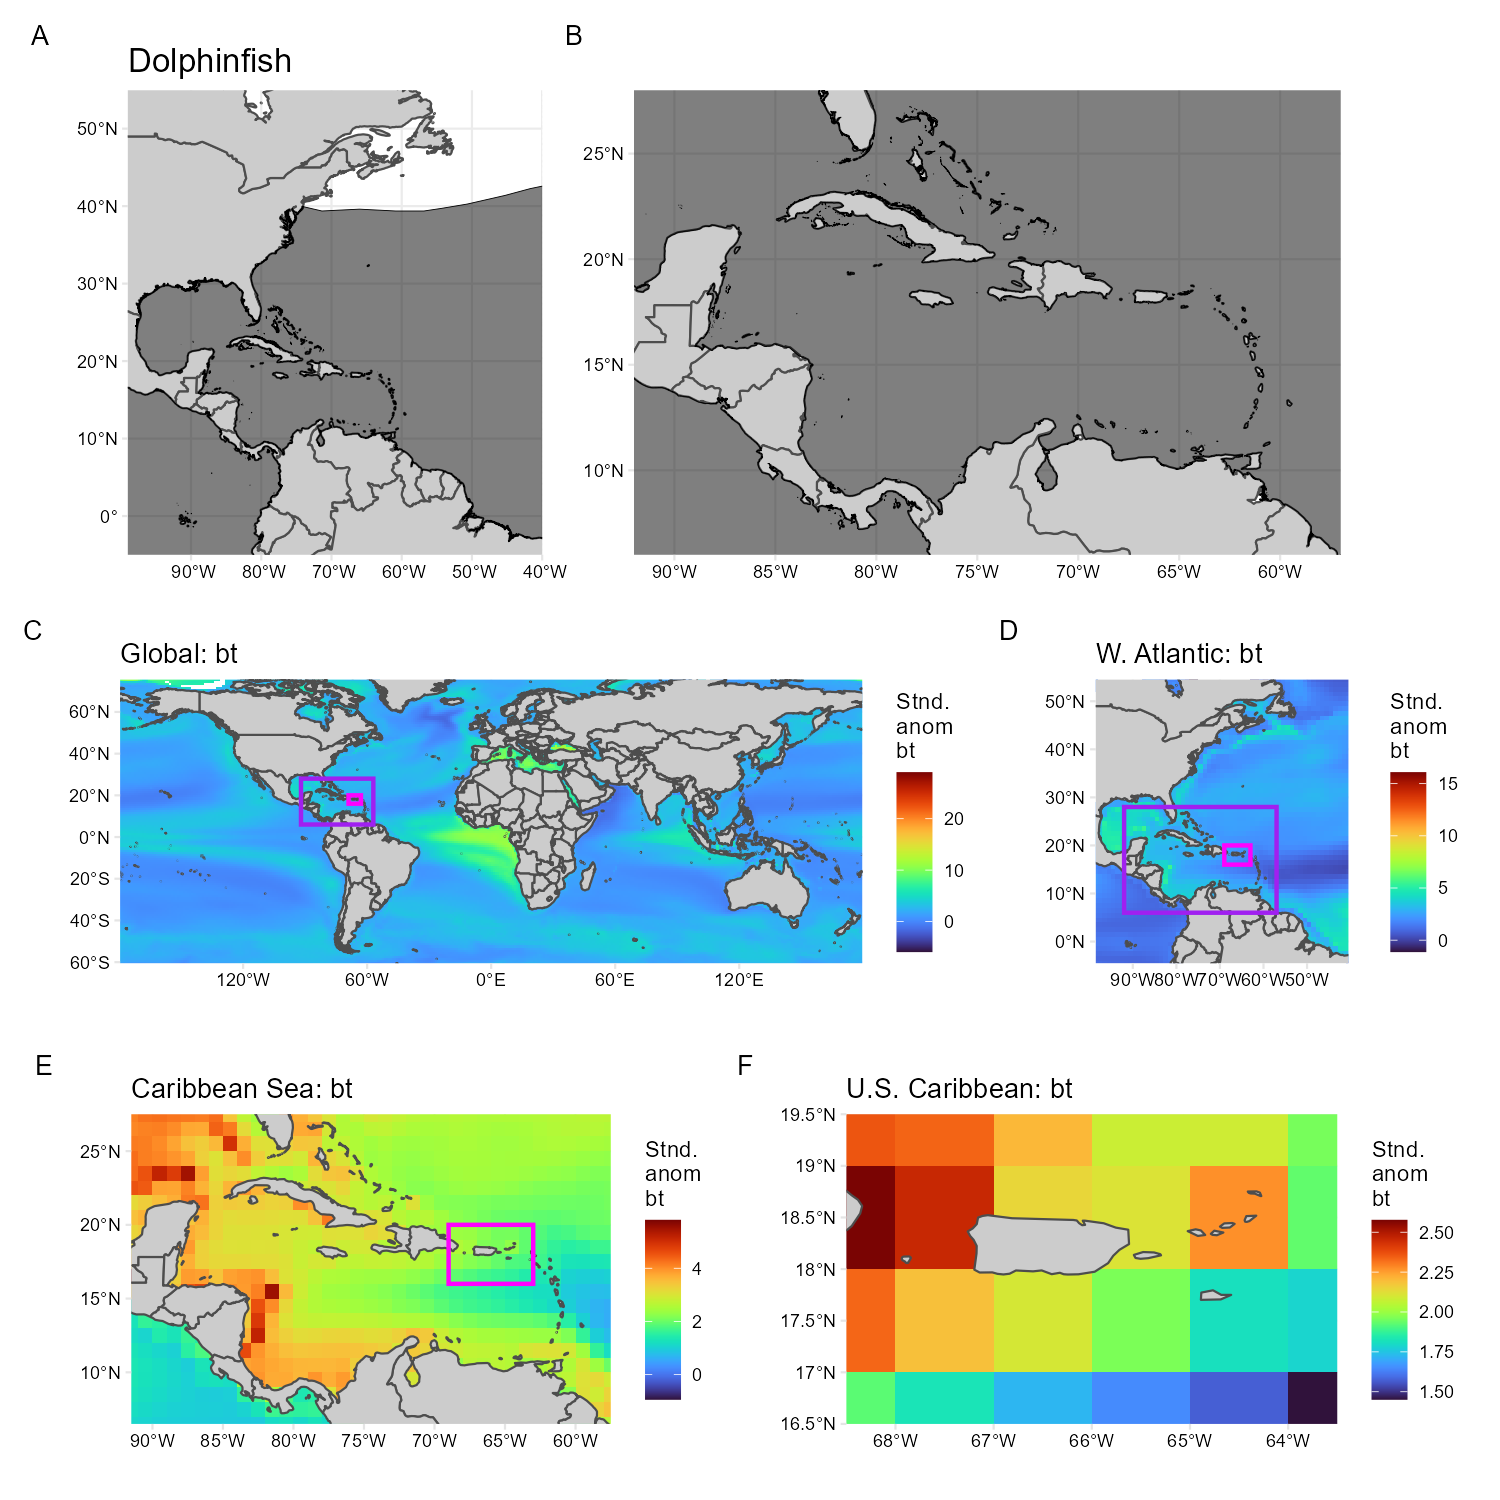 A
B
Dolphinfish
50°N
40°N
30°N
20°N
10°N
0°
90°W 80°W 70°W 60°W 50°W 40°W
25°N
20°N
15°N
10°N
90°W 85°W 80°W 75°W 70°W 65°W 60°W
C
D
Global: bt
60°N
40°N
20°N
0°N
20°S
40°S
60°S
120°W 60°W 0°E 60°E 120°E
Stnd.
anom
bt
20
10
0
W. Atlantic: bt
50°N
40°N
30°N
20°N
10°N
0°N
90°W80°W70°W60°W50°W
Stnd.
anom
bt
15
10
5
0
E
F
Caribbean Sea: bt
25°N
20°N
15°N
10°N
90°W 85°W 80°W 75°W 70°W 65°W 60°W
Stnd.
anom
bt
4
2
0
U.S. Caribbean: bt
19.5°N
19°N
18.5°N
18°N
17.5°N
17°N
16.5°N
68°W 67°W 66°W 65°W 64°W
Stnd.
anom
bt
2.50
2.25
2.00
1.75
1.50